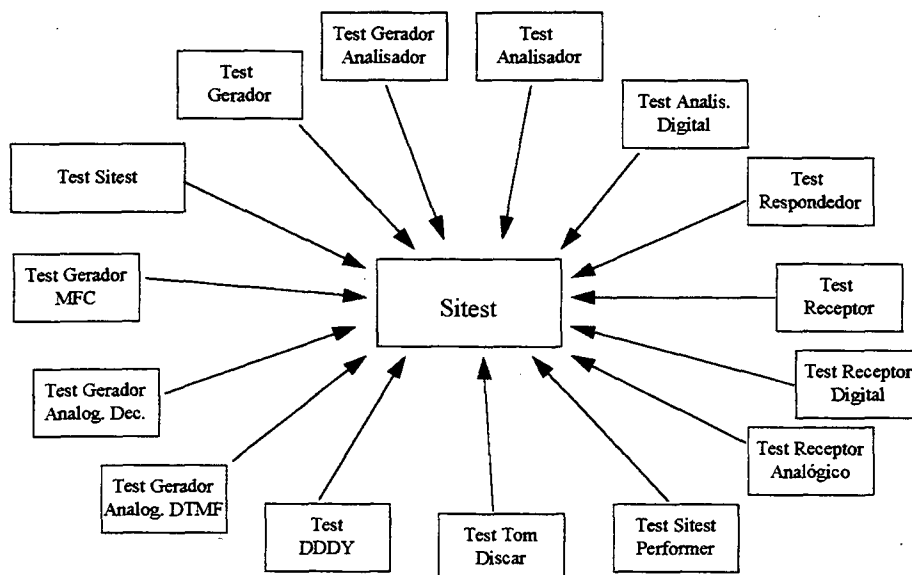 Test Gerador
Analisador
Test
Analisador
Test
Gerador
Test Analis.
Digital
Test Sitest
Test
Respondedor
Test Gerador
MFC
Sitest
Test
Receptor
Test Gerador
Analog. Dec.
Test Receptor
Digital
Test Receptor
Analógico
Test Gerador
Analog. DTMF
Test
DDDY
Test Tom
Discar
Test Sitest
Performer